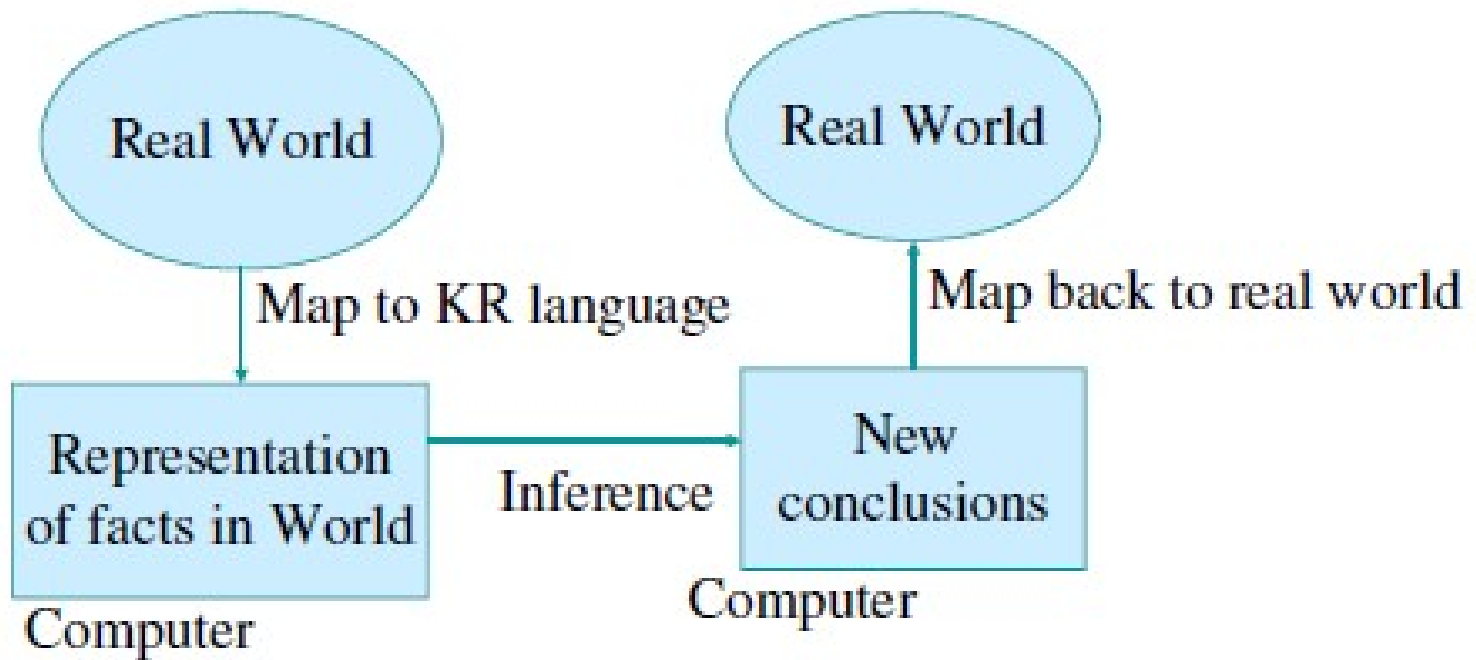 Real World
Real World
Map to KR language
Map back to real world
Representation
of facts in World
Inference
New
conclusions
Computer
Computer